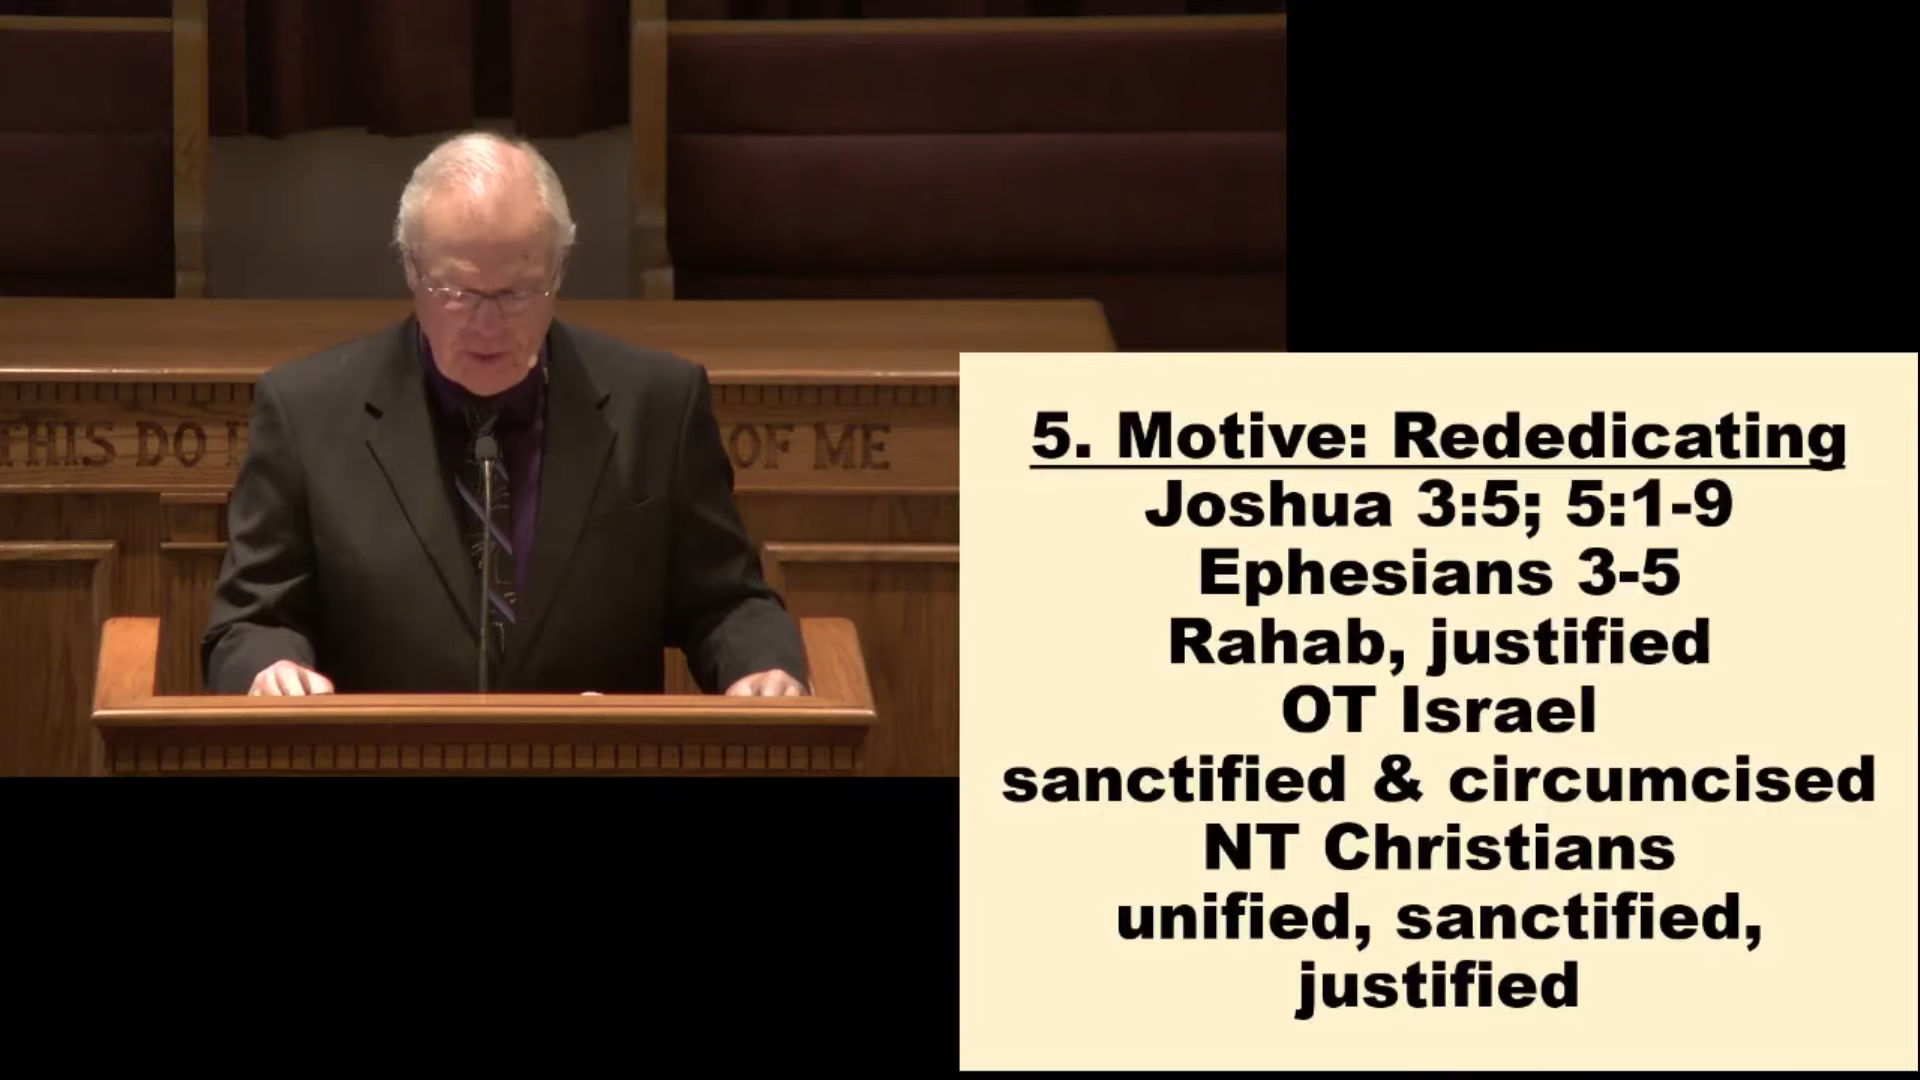 THIS DO I
OF ME
5. Motive: Rededicating
Joshua 3:5; 5:1-9
Ephesians 3-5
Rahab, justified
OT Israel
sanctified & circumcised
NT Christians
unified, sanctified,
justified